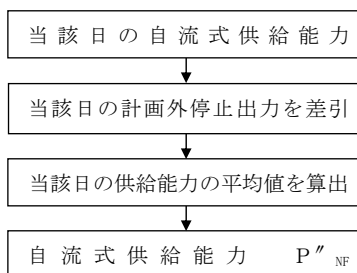 当該日の自流式供給能力
当該日の計画外停止出力を差引
当該日の供給能力の平均値を算出
自流式供給能力 P″NF